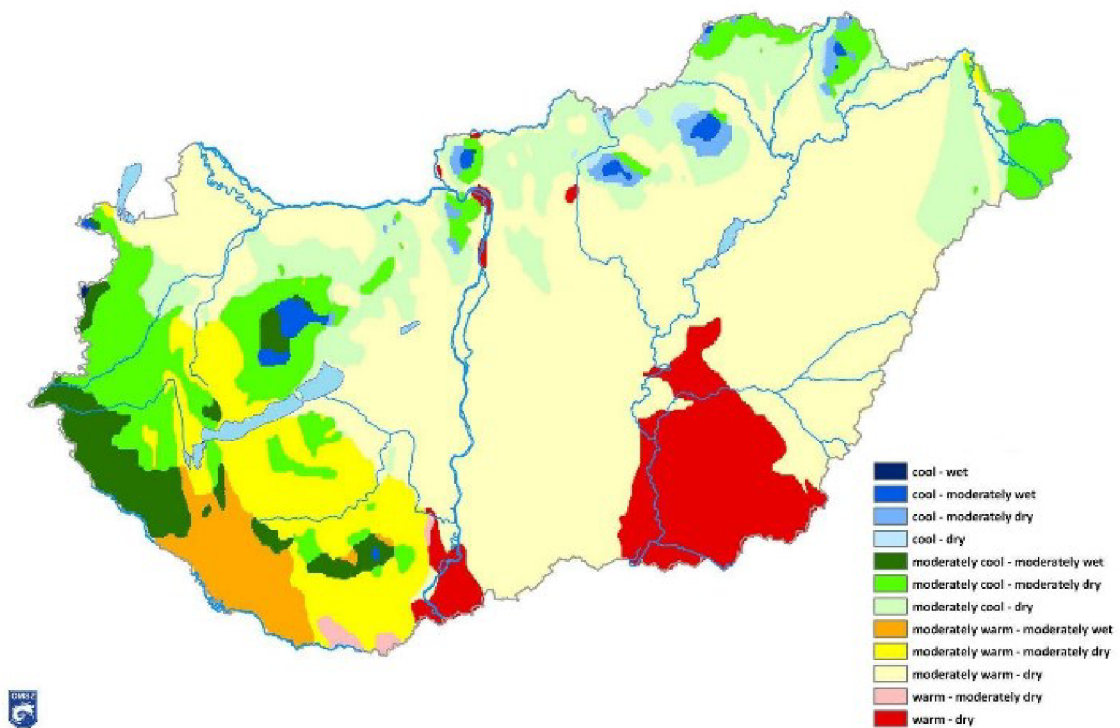 cool - wet
cool - moderately wet
cool - moderately dry
cool - dry
moderately cool - moderately wet
moderately cool - moderately dry
moderately cool - dry
moderately warm - moderately wet
moderately warm - moderately dry
moderately warm - dry
warm - moderately dry
warm - dry
OMSZ